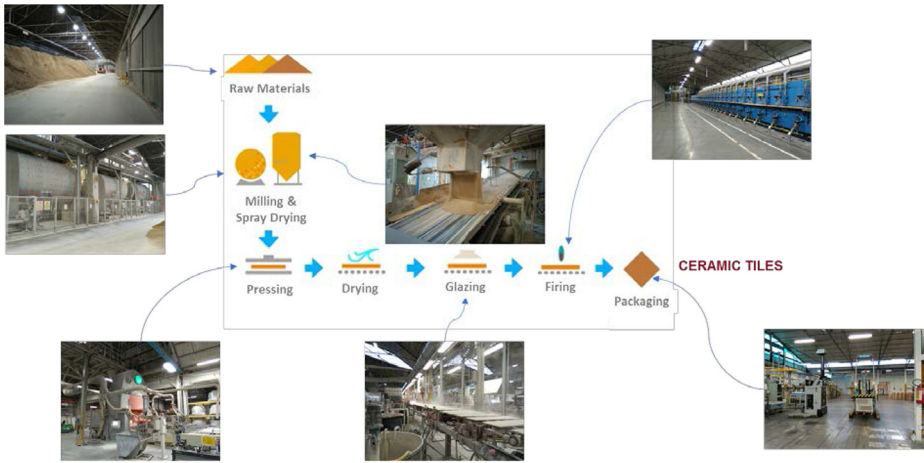 Raw Materials
Milling &
Spray Drying
Pressing
Drying
Glazing
Firing
Packaging
CERAMIC TILES